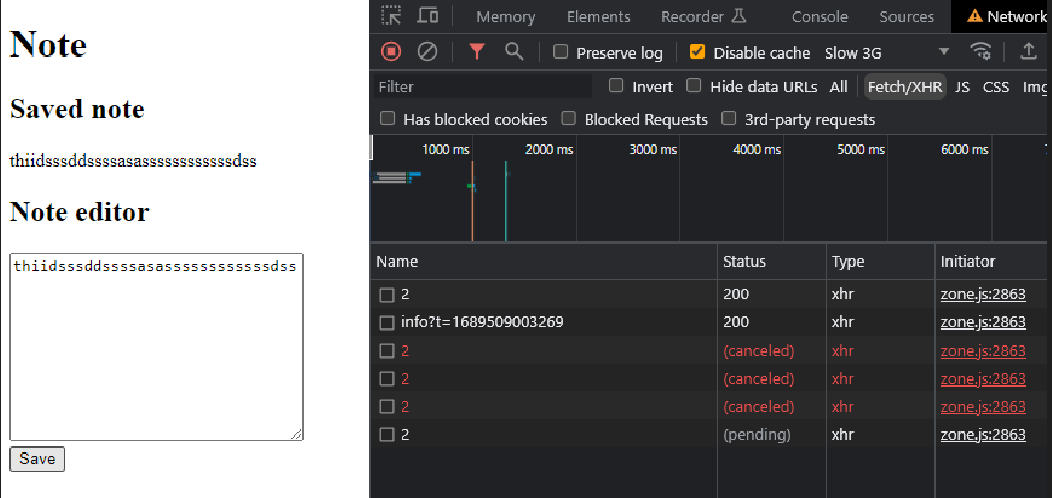 Note
Saved note
thiidsssddssssasasssssssssssssdss
Note editor
thiidsssddssssasasssssssssssssdss
Save
Memory Elements Recorder Console Sources Network
Preserve log Disable cache Slow 3G
Filter Invert Hide data URLs All Fetch/XHR JS CSS Img
Has blocked cookies Blocked Requests 3rd-party requests
1000 ms 2000 ms 3000 ms 4000 ms 5000 ms 6000 ms
Name Status Type Initiator
2 200 xhr zone.js:2863
info?t=1689509003269 200 xhr zone.js:2863
2 (canceled) xhr zone.js:2863
2 (canceled) xhr zone.js:2863
2 (canceled) xhr zone.js:2863
2 (pending) xhr zone.js:2863